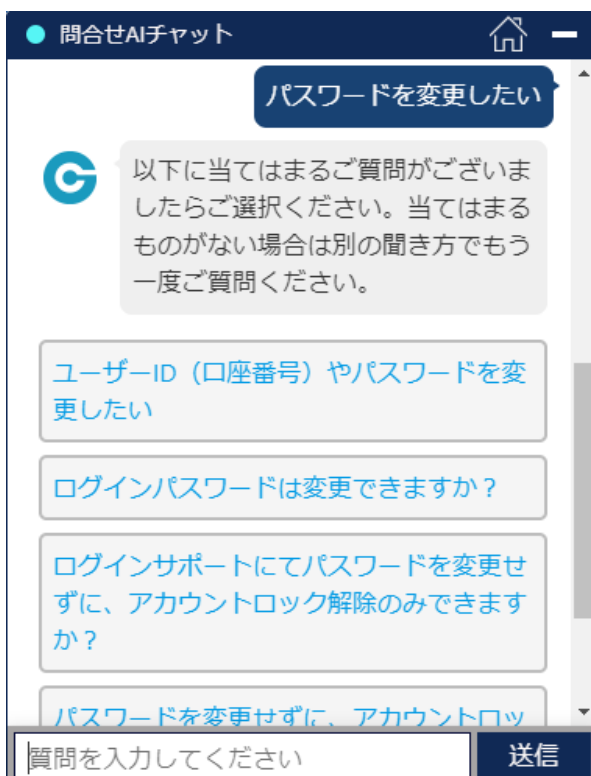 問合せAIチャット
パスワードを変更したい
以下に当てはまるご質問がございま
したらご選択ください。当てはまる
ものがない場合は別の聞き方でもう
一度ご質問ください。
ユーザーID（口座番号）やパスワードを変
更したい
ログインパスワードは変更できますか？
ログインサポートにてパスワードを変更せ
ずに、アカウントロック解除のみできます
か？
パスワードを変更せずに、アカウントロッ
質問を入力してください
送信